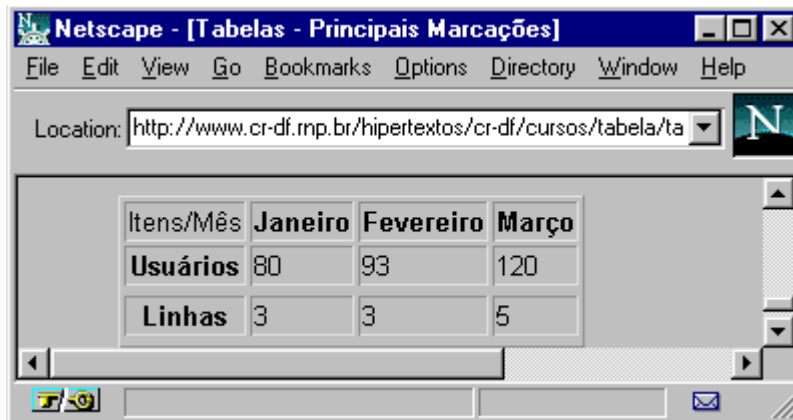 Netscape - [Tabelas - Principais Marcações]
File Edit View Go Bookmarks Options Directory Window Help
Location: http://www.cr-df.rnp.br/hipertextos/cr-df/cursos/tabela/ta
N
Itens/Mês Janeiro Fevereiro Março
Usuários 80 93 120
Linhas 3 3 5